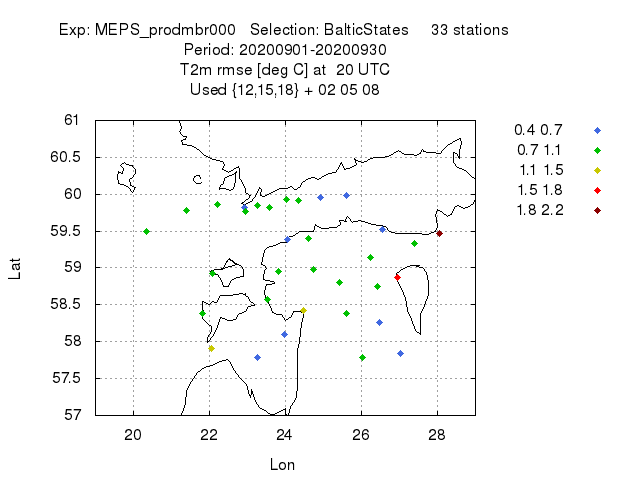 Exp: MEPS_prodmbr000 Selection: BalticStates 33 stations
Period: 20200901-20200930
T2m rmse [deg C] at 20 UTC
Used {12,15,18} + 02 05 08
61
60.5
60
59.5
59
58.5
58
57.5
57
Lat
20 22 24 26 28
Lon
0.4 0.7
0.7 1.1
1.1 1.5
1.5 1.8
1.8 2.2